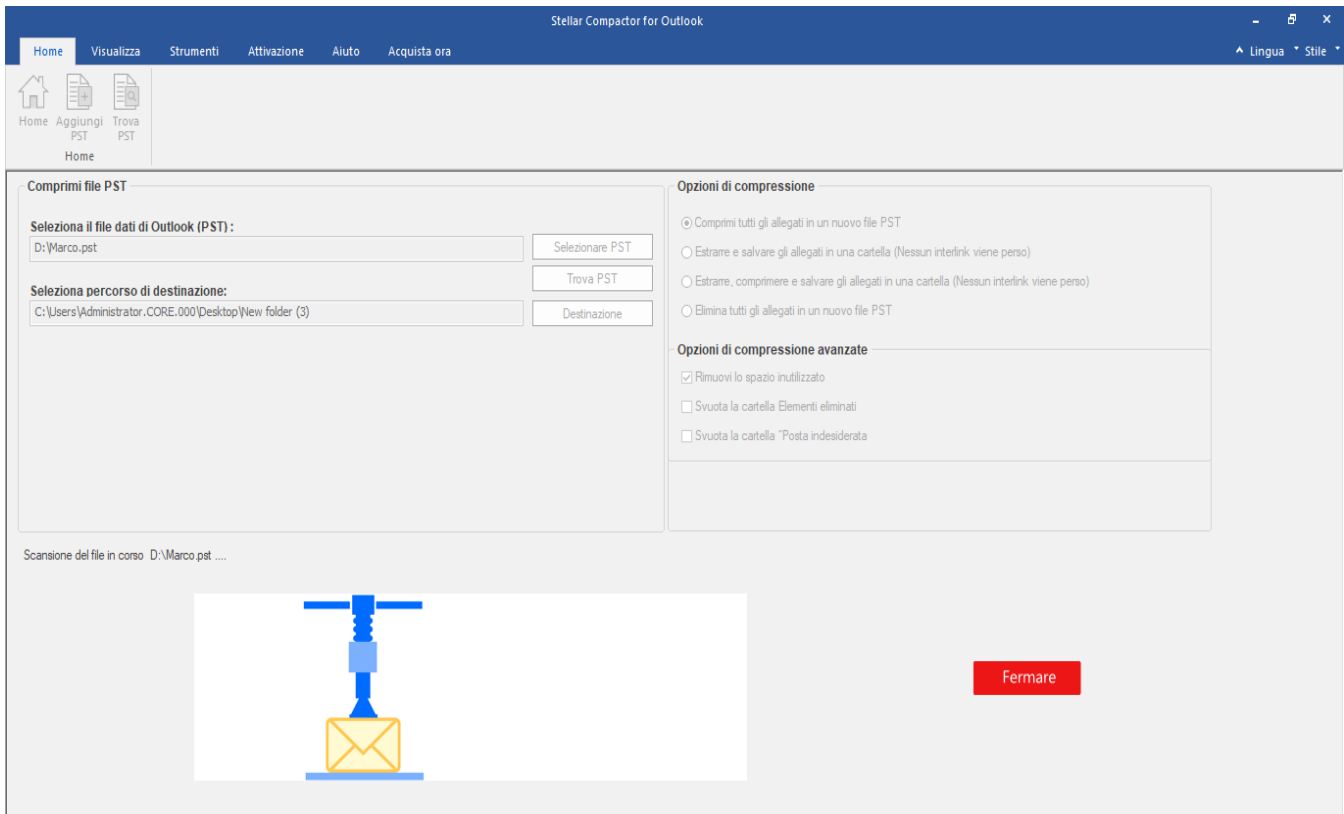 Stellar Compactor for Outlook
Home Visualizza Strumenti Attivazione Aiuto Acquista ora Lingua Stile
Home Aggiungi PST Trova PST
Home
Comprimi file PST
Seleziona il file dati di Outlook (PST) :
D:\Marco.pst
Selezionare PST
Trova PST
Seleziona percorso di destinazione:
C:\Users\Administrator.CORE.000\Desktop\New folder (3)
Destinazione
Opzioni di compressione
Comprimi tutti gli allegati in un nuovo file PST
Estrarre e salvare gli allegati in una cartella (Nessun interlink viene perso)
Estrarre, comprimere e salvare gli allegati in una cartella (Nessun interlink viene perso)
Elimina tutti gli allegati in un nuovo file PST
Opzioni di compressione avanzate
Rimuovi lo spazio inutilizzato
Svuota la cartella Elementi eliminati
Svuota la cartella "Posta indesiderata
Scansione del file in corso D:\Marco.pst ....
Fermare